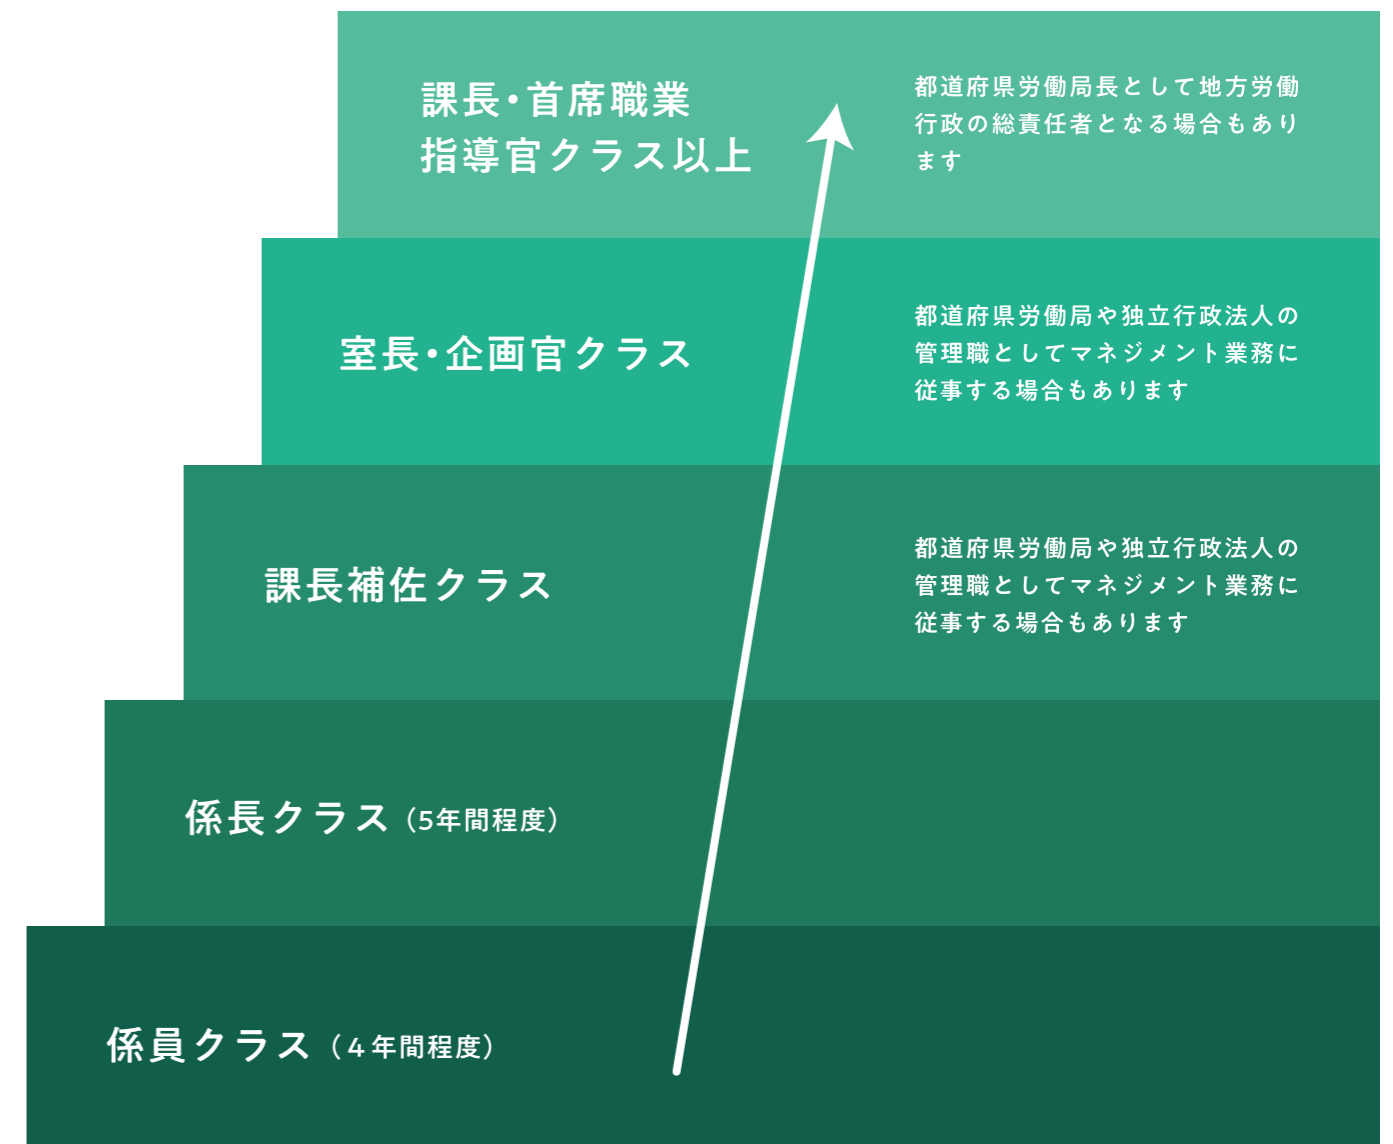 課長・首席職業
指導官クラス以上
都道府県労働局長として地方労働
行政の総責任者となる場合もあり
ます
室長・企画官クラス
都道府県労働局や独立行政法人の
管理職としてマネジメント業務に
従事する場合もあります
課長補佐クラス
都道府県労働局や独立行政法人の
管理職としてマネジメント業務に
従事する場合もあります
係長クラス（5年間程度）
係員クラス（４年間程度）